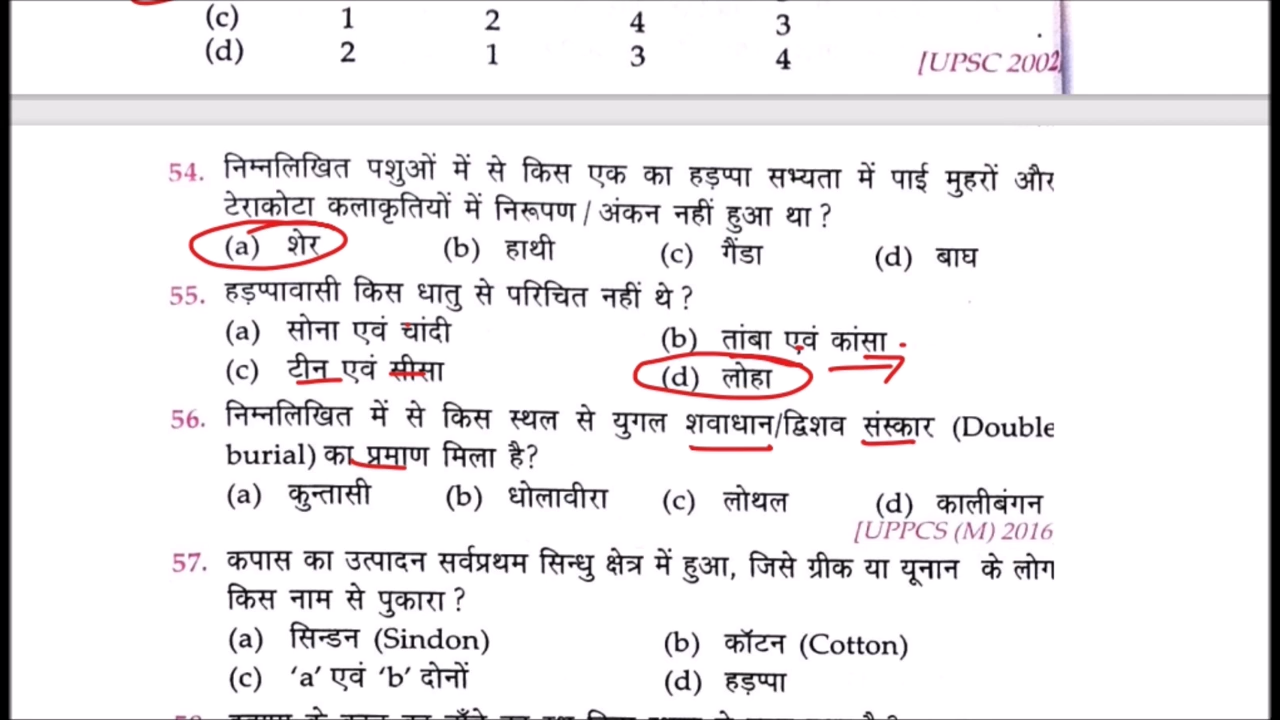 (c) 1 2 4 3
(d) 2 1 3 4
[UPSC 2002
54. निम्नलिखित पशुओं में से किस एक का हड़प्पा सभ्यता में पाई मुहरों और
टेराकोटा कलाकृतियों में निरूपण / अंकन नहीं हुआ था ?
(a) शेर (b) हाथी (c) गैंडा (d) बाघ
55. हड़प्पावासी किस धातु से परिचित नहीं थे ?
(a) सोना एवं चांदी (b) तांबा एवं कांसा
(c) टीन एवं सीसा (d) लोहा
56. निम्नलिखित में से किस स्थल से युगल शवाधान/द्विशव संस्कार (Double
burial) का प्रमाण मिला है?
(a) कुन्तासी (b) धोलावीरा (c) लोथल (d) कालीबंगन
[UPPCS (M) 2016
57. कपास का उत्पादन सर्वप्रथम सिन्धु क्षेत्र में हुआ, जिसे ग्रीक या यूनान के लोग
किस नाम से पुकारा ?
(a) सिन्डन (Sindon) (b) कॉटन (Cotton)
(c) 'a' एवं 'b' दोनों (d) हड़प्पा